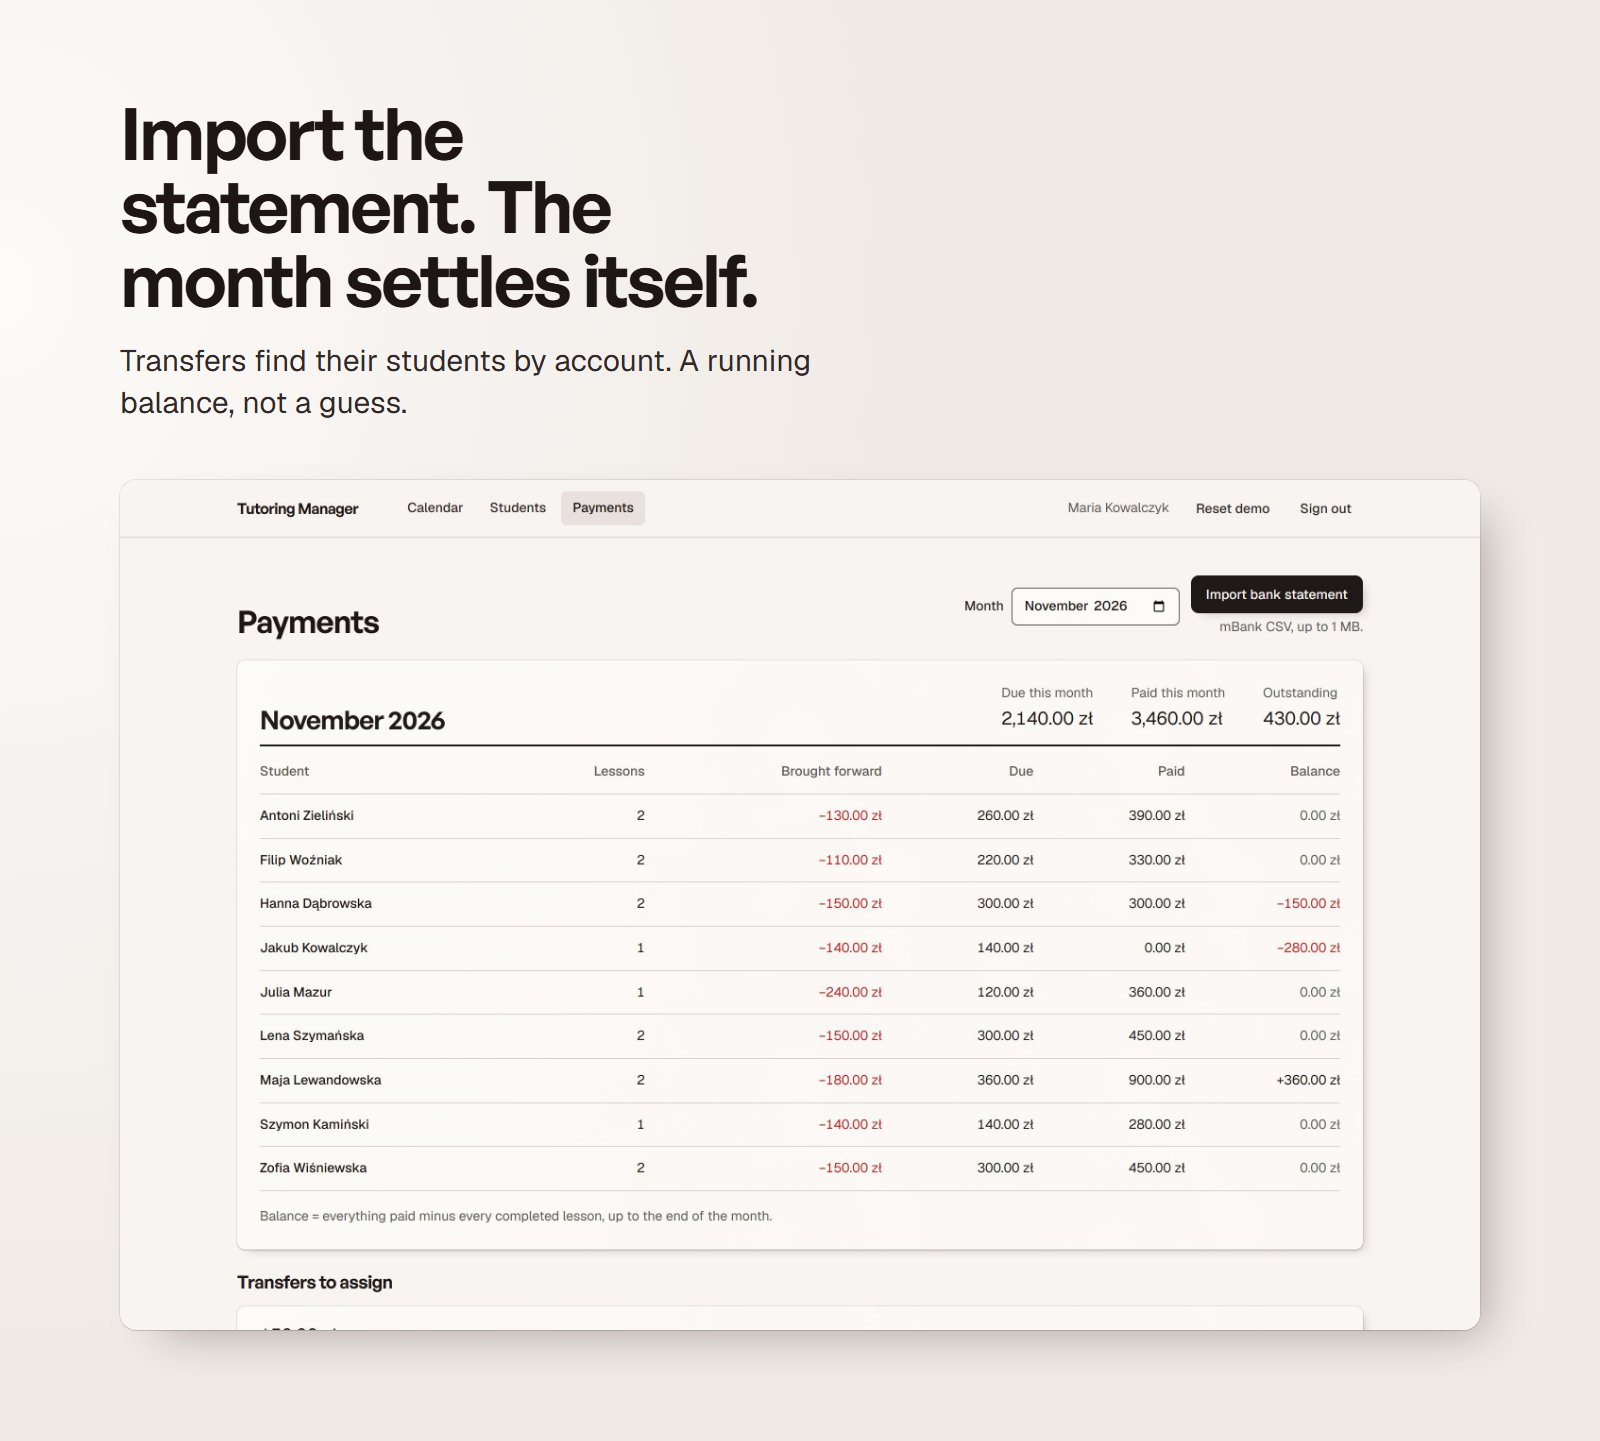 Import the
statement. The
month settles itself.
Transfers find their students by account. A running
balance, not a guess.
Tutoring Manager Calendar Students Payments Maria Kowalczyk Reset demo Sign out
Payments Month November 2026 Import bank statement
mBank CSV, up to 1 MB.
Due this month Paid this month Outstanding
November 2026 2,140.00 zł 3,460.00 zł 430.00 zł
Student Lessons Brought forward Due Paid Balance
Antoni Zieliński 2 −130.00 zł 260.00 zł 390.00 zł 0.00 zł
Filip Woźniak 2 −110.00 zł 220.00 zł 330.00 zł 0.00 zł
Hanna Dąbrowska 2 −150.00 zł 300.00 zł 300.00 zł −150.00 zł
Jakub Kowalczyk 1 −140.00 zł 140.00 zł 0.00 zł −280.00 zł
Julia Mazur 1 −240.00 zł 120.00 zł 360.00 zł 0.00 zł
Lena Szymańska 2 −150.00 zł 300.00 zł 450.00 zł 0.00 zł
Maja Lewandowska 2 −180.00 zł 360.00 zł 900.00 zł +360.00 zł
Szymon Kamiński 1 −140.00 zł 140.00 zł 280.00 zł 0.00 zł
Zofia Wiśniewska 2 −150.00 zł 300.00 zł 450.00 zł 0.00 zł
Balance = everything paid minus every completed lesson, up to the end of the month.
Transfers to assign